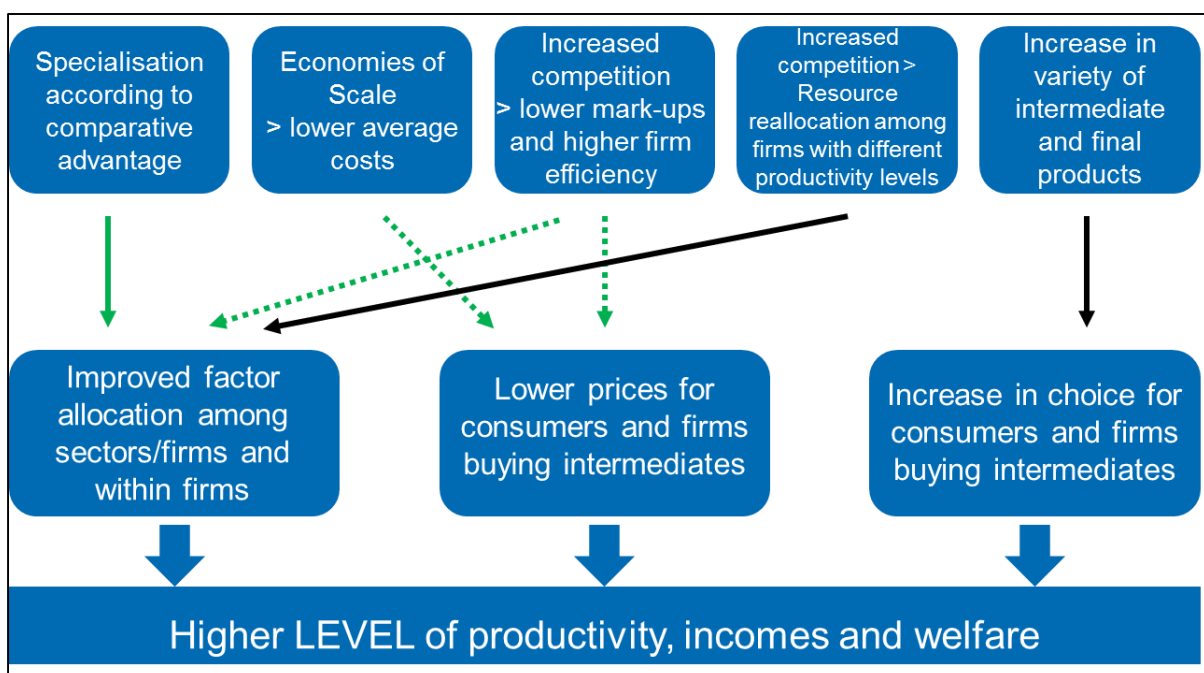 Specialisation
according to
comparative
advantage
Economies of
Scale
> lower average
costs
Increased
competition
> lower mark-ups
and higher firm
efficiency
Increased
competition >
Resource
reallocation among
firms with different
productivity levels
Increase in
variety of
intermediate
and final
products
Improved factor
allocation among
sectors/firms and
within firms
Lower prices for
consumers and firms
buying intermediates
Increase in choice for
consumers and firms
buying intermediates
Higher LEVEL of productivity, incomes and welfare